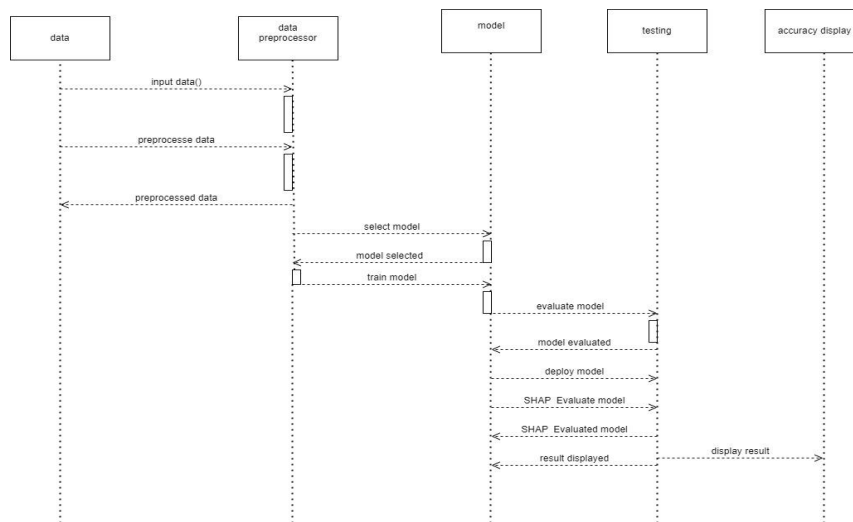 data
data
preprocessor
model
testing
accuracy display
input data()
preprocesse data
preprocessed data
select model
model selected
train model
evaluate model
model evaluated
deploy model
SHAP Evaluate model
SHAP Evaluated model
display result
result displayed